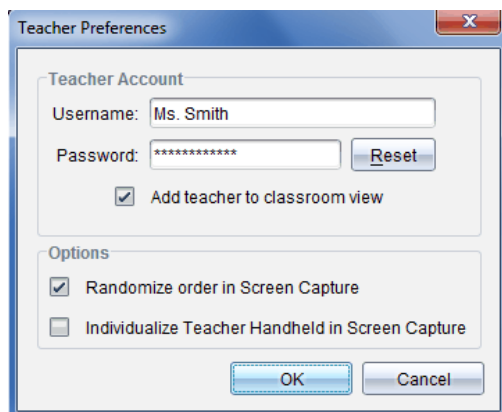 Teacher Preferences
x
Teacher Account
Username: Ms. Smith
Password: ************ Reset
Add teacher to classroom view
Options
Randomize order in Screen Capture
Individualize Teacher Handheld in Screen Capture
OK Cancel